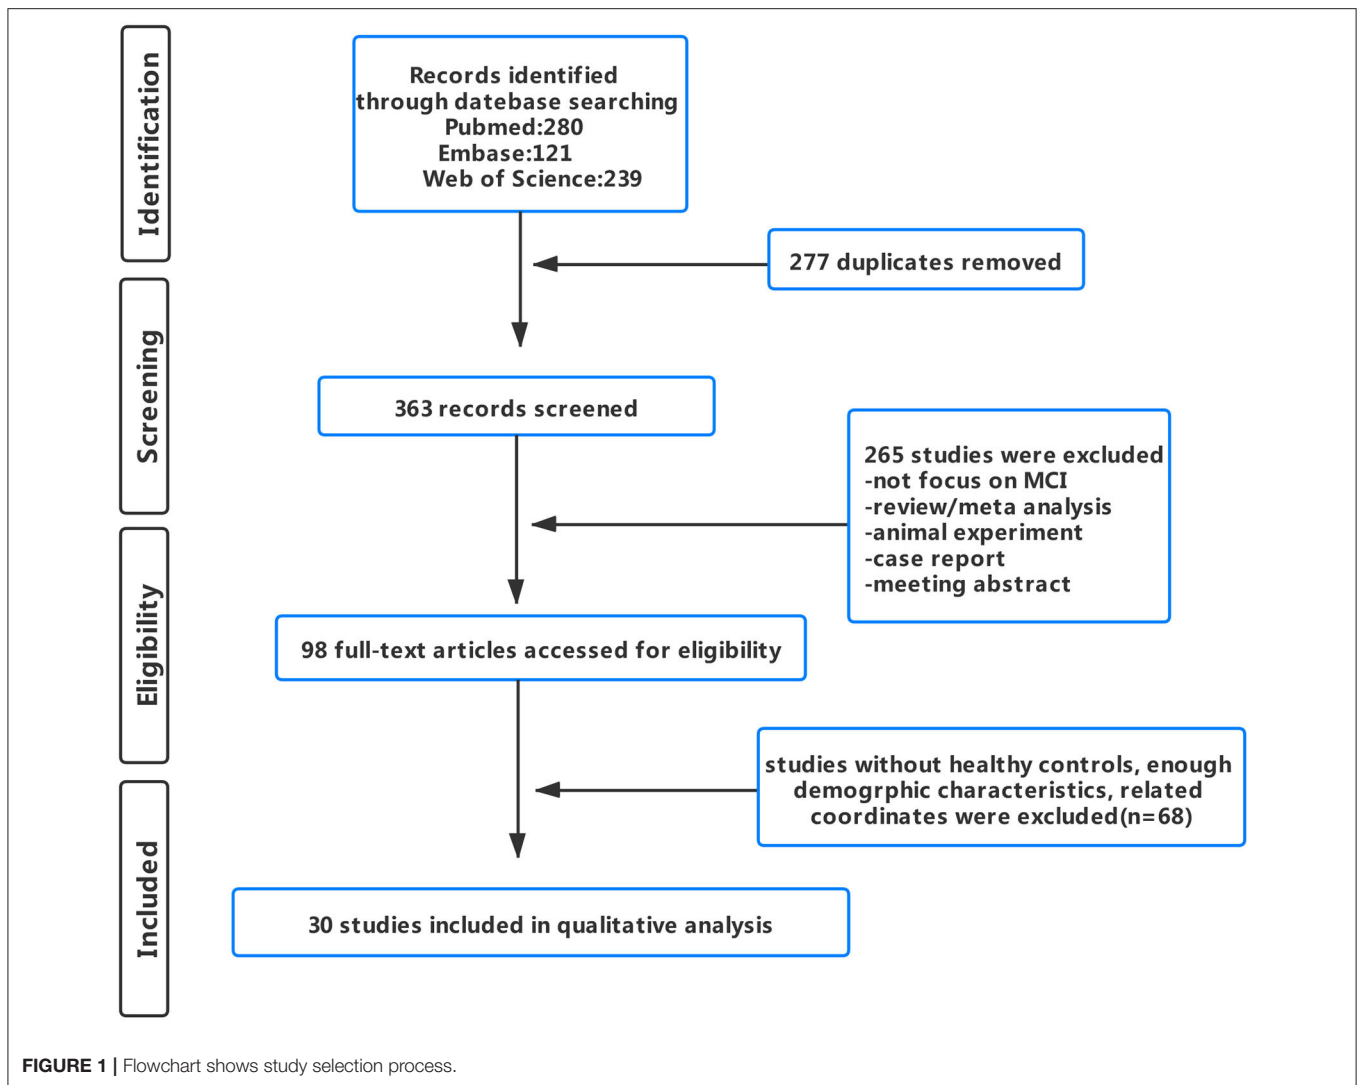 Identification
Records identified
through datebase searching
Pubmed:280
Embase:121
Web of Science:239
277 duplicates removed
Screening
363 records screened
265 studies were excluded
-not focus on MCI
-review/meta analysis
-animal experiment
-case report
-meeting abstract
Eligibility
98 full-text articles accessed for eligibility
studies without healthy controls, enough
demogrphic characteristics, related
coordinates were excluded(n=68)
Included
30 studies included in qualitative analysis
FIGURE 1 | Flowchart shows study selection process.